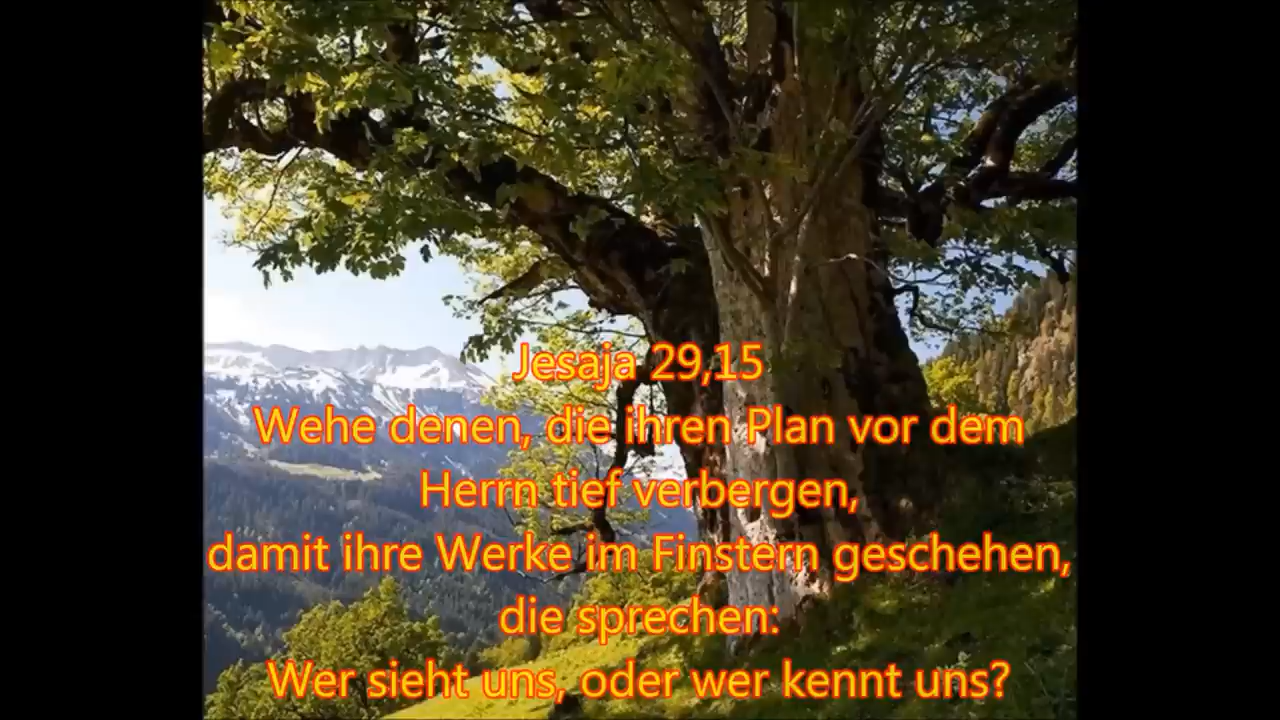 Jesaja 29,15
Wehe denen, die ihren Plan vor dem
Herrn tief verbergen,
damit ihre Werke im Finstern geschehen,
die sprechen:
Wer sieht uns, oder wer kennt uns?